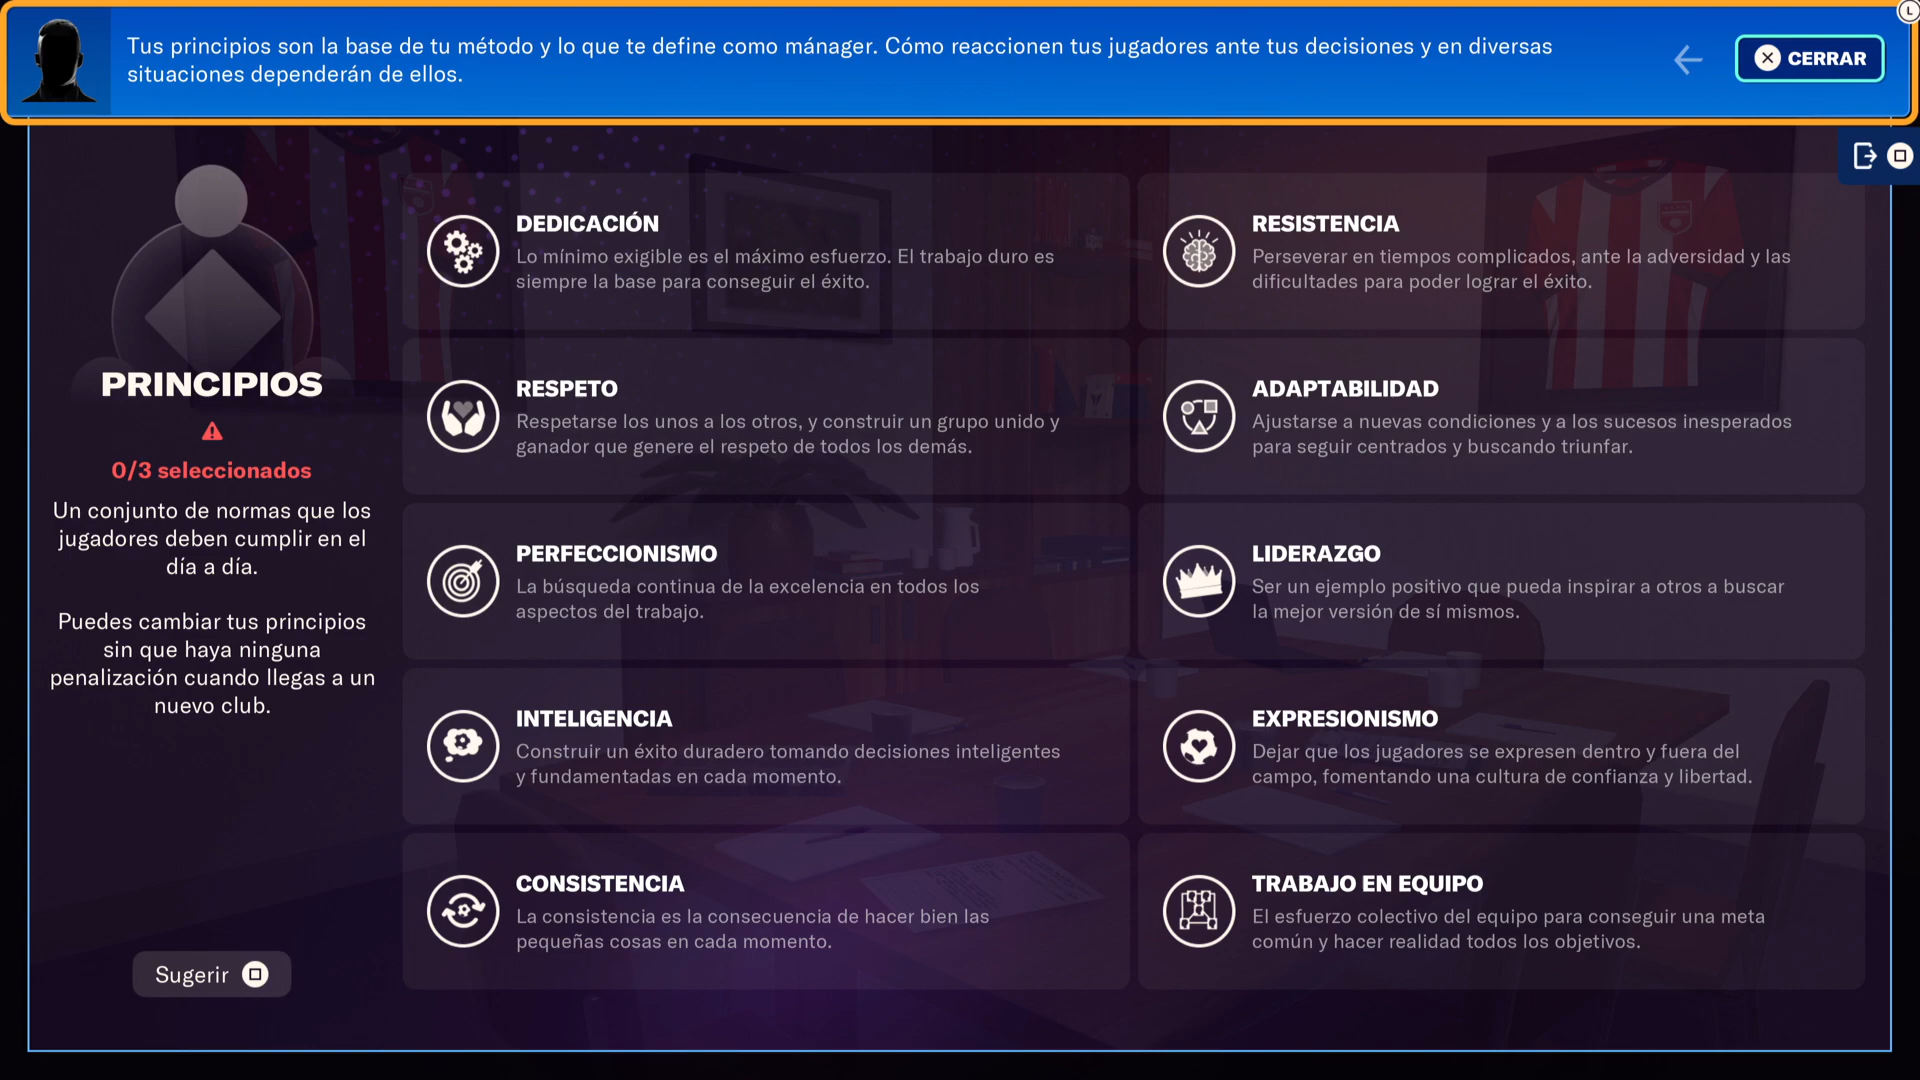 L
Tus principios son la base de tu método y lo que te define como mánager. Cómo reaccionen tus jugadores ante tus decisiones y en diversas
situaciones dependerán de ellos.
CERRAR
PRINCIPIOS
0/3 seleccionados
Un conjunto de normas que los
jugadores deben cumplir en el
día a día.
Puedes cambiar tus principios
sin que haya ninguna
penalización cuando llegas a un
nuevo club.
Sugerir
DEDICACIÓN
Lo mínimo exigible es el máximo esfuerzo. El trabajo duro es
siempre la base para conseguir el éxito.
RESISTENCIA
Perseverar en tiempos complicados, ante la adversidad y las
dificultades para poder lograr el éxito.
RESPETO
Respetarse los unos a los otros, y construir un grupo unido y
ganador que genere el respeto de todos los demás.
ADAPTABILIDAD
Ajustarse a nuevas condiciones y a los sucesos inesperados
para seguir centrados y buscando triunfar.
PERFECCIONISMO
La búsqueda continua de la excelencia en todos los
aspectos del trabajo.
LIDERAZGO
Ser un ejemplo positivo que pueda inspirar a otros a buscar
la mejor versión de sí mismos.
INTELIGENCIA
Construir un éxito duradero tomando decisiones inteligentes
y fundamentadas en cada momento.
EXPRESIONISMO
Dejar que los jugadores se expresen dentro y fuera del
campo, fomentando una cultura de confianza y libertad.
CONSISTENCIA
La consistencia es la consecuencia de hacer bien las
pequeñas cosas en cada momento.
TRABAJO EN EQUIPO
El esfuerzo colectivo del equipo para conseguir una meta
común y hacer realidad todos los objetivos.